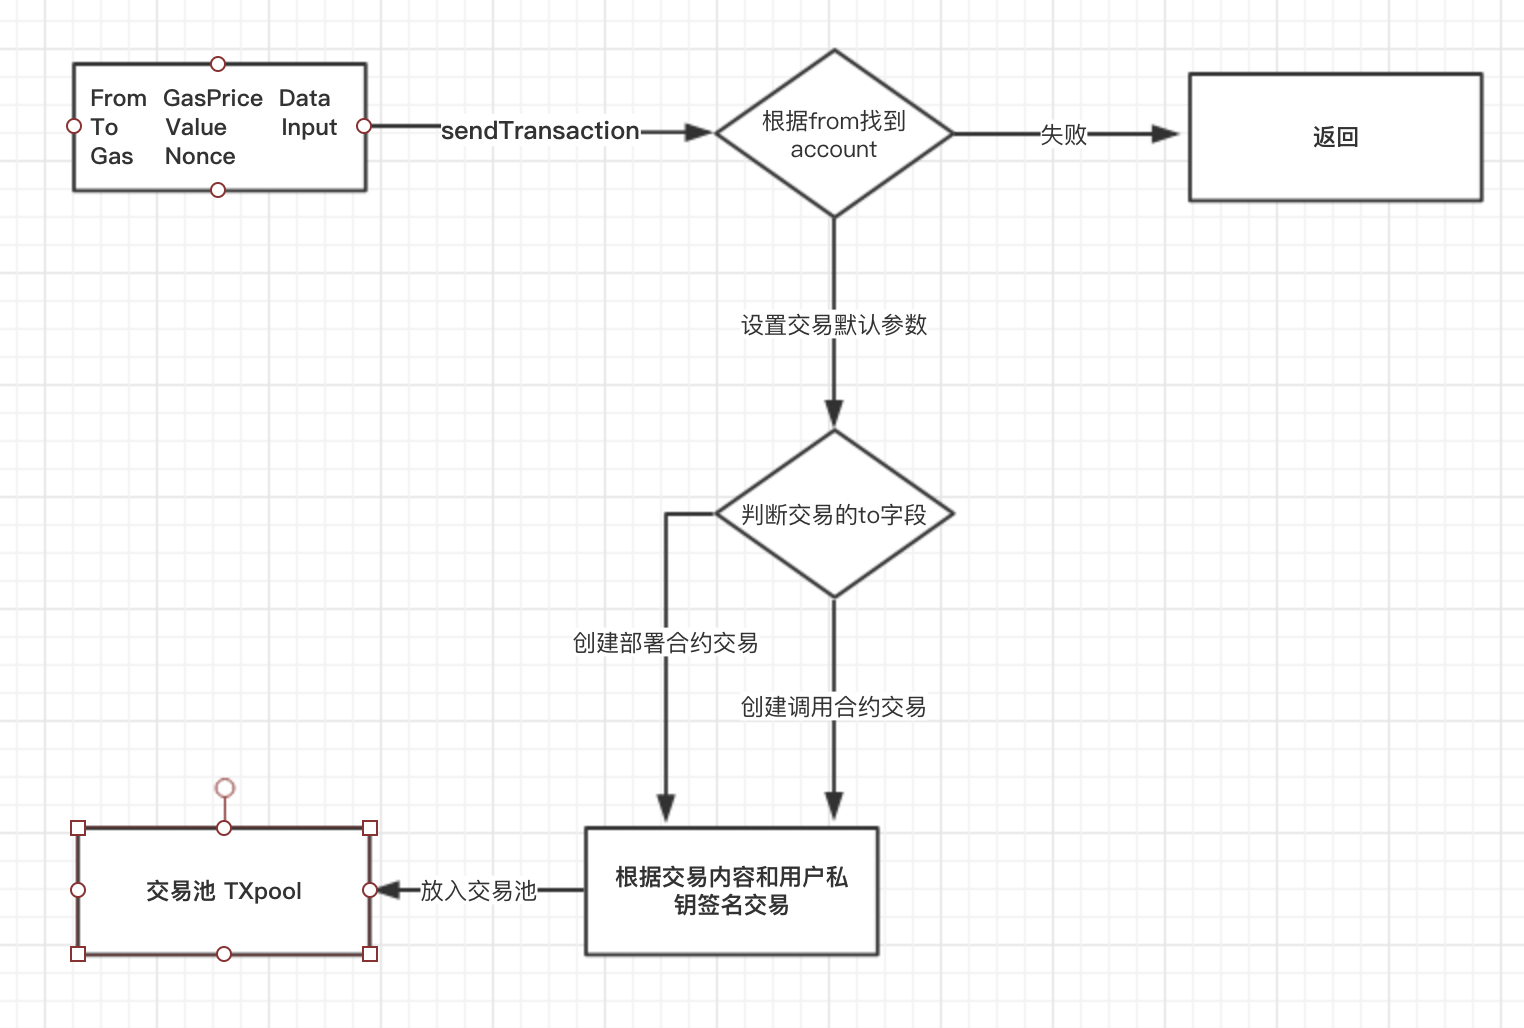 From GasPrice Data
To Value Input
Gas Nonce
sendTransaction
根据from找到
account
失败
返回
设置交易默认参数
判断交易的to字段
创建部署合约交易
创建调用合约交易
根据交易内容和用户私
钥签名交易
放入交易池
交易池 TXpool